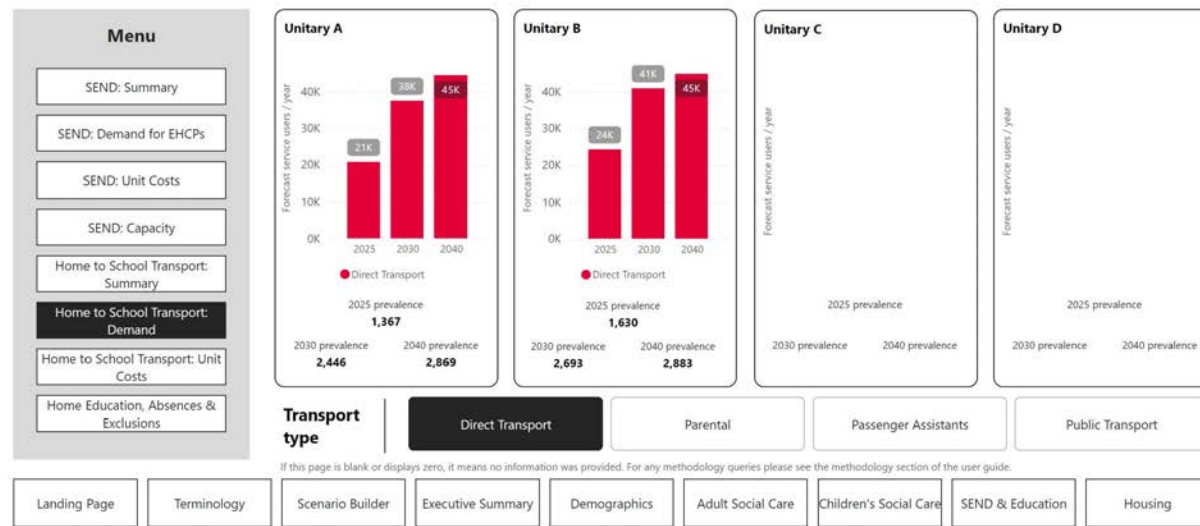 Menu
SEND: Summary
SEND: Demand for EHCPs
SEND: Unit Costs
SEND: Capacity
Home to School Transport:
Summary
Home to School Transport:
Demand
Home to School Transport: Unit
Costs
Home Education, Absences &
Exclusions
Unitary A
Forecast service users / year
40K
30K
20K
10K
0K
21K
38K
45K
2025 2030 2040
Direct Transport
2025 prevalence
1,367
2030 prevalence 2040 prevalence
2,446 2,869
Unitary B
Forecast service users / year
40K
30K
20K
10K
0K
24K
41K
45K
2025 2030 2040
Direct Transport
2025 prevalence
1,630
2030 prevalence 2040 prevalence
2,693 2,883
Unitary C
Forecast service users / year
2025 prevalence
2030 prevalence 2040 prevalence
Unitary D
Forecast service users / year
2025 prevalence
2030 prevalence 2040 prevalence
Transport
type
Direct Transport
Parental
Passenger Assistants
Public Transport
If this page is blank or displays zero, it means no information was provided. For any methodology queries please see the methodology section of the user guide.
Landing Page
Terminology
Scenario Builder
Executive Summary
Demographics
Adult Social Care
Children's Social Care
SEND & Education
Housing